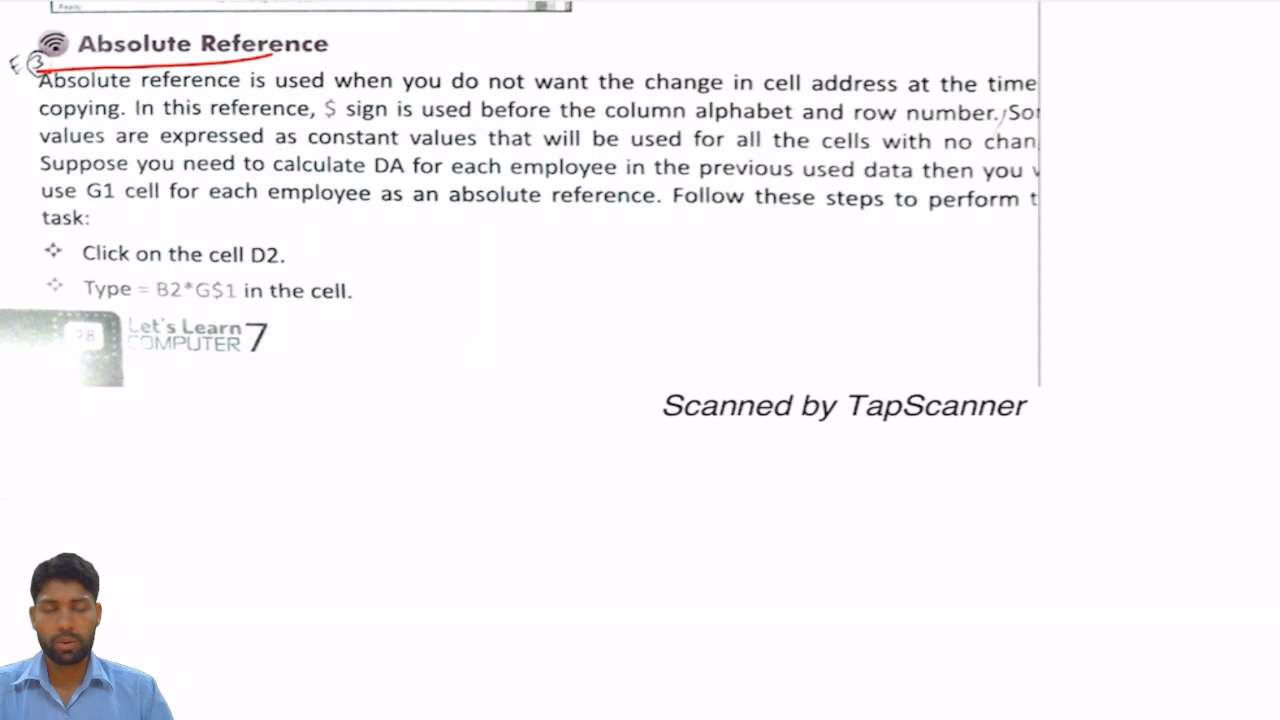 Ready
Absolute Reference
E 3
Absolute reference is used when you do not want the change in cell address at the time
copying. In this reference, $ sign is used before the column alphabet and row number. So
values are expressed as constant values that will be used for all the cells with no chan
Suppose you need to calculate DA for each employee in the previous used data then you
use G1 cell for each employee as an absolute reference. Follow these steps to perform t
task:
Click on the cell D2.
Type = B2*G$1 in the cell.
28
Let's Learn
COMPUTER 7
Scanned by TapScanner